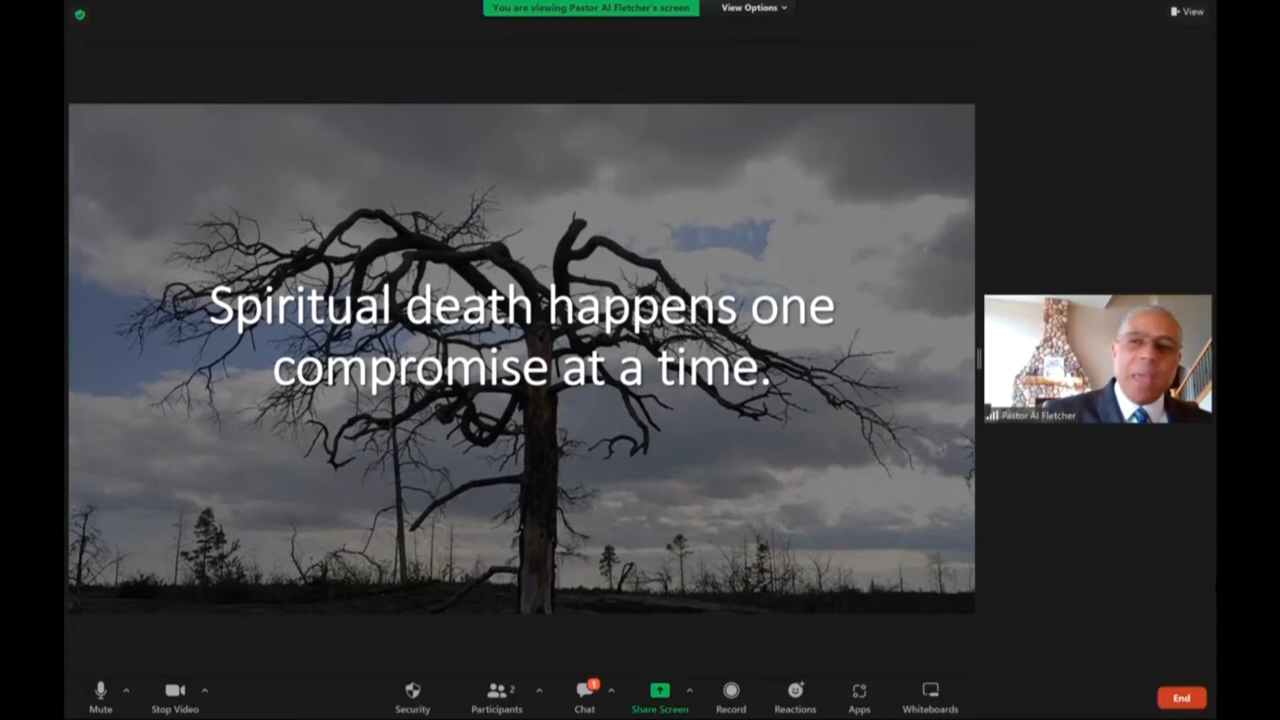 You are viewing Pastor Al Fletcher's screen
View Options
View
Spiritual death happens one
compromise at a time.
Pastor Al Fletcher
Mute
Stop Video
Security
Participants
2
Chat
1
Share Screen
Record
Reactions
Apps
Whiteboards
End